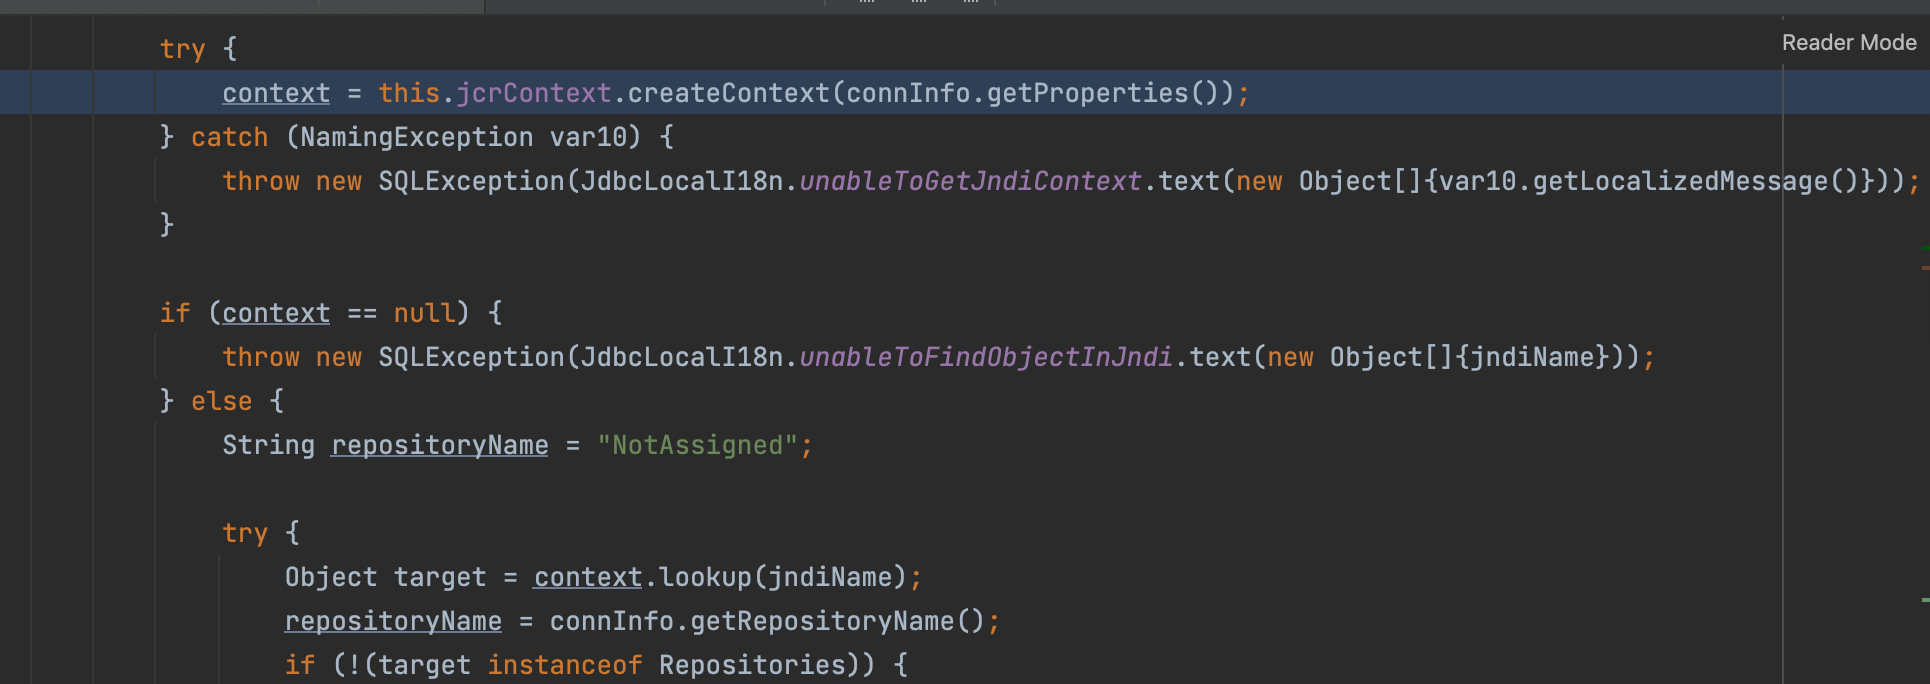 try {
Reader Mode
context = this.jcrContext.createContext(connInfo.getProperties());
} catch (NamingException var10) {
throw new SQLException(JdbcLocalI18n.unableToGetJndiContext.text(new Object[]{var10.getLocalizedMessage()}));
}
if (context == null) {
throw new SQLException(JdbcLocalI18n.unableToFindObjectInJndi.text(new Object[]{jndiName}));
} else {
String repositoryName = "NotAssigned";
try {
Object target = context.lookup(jndiName);
repositoryName = connInfo.getRepositoryName();
if (!(target instanceof Repositories)) {